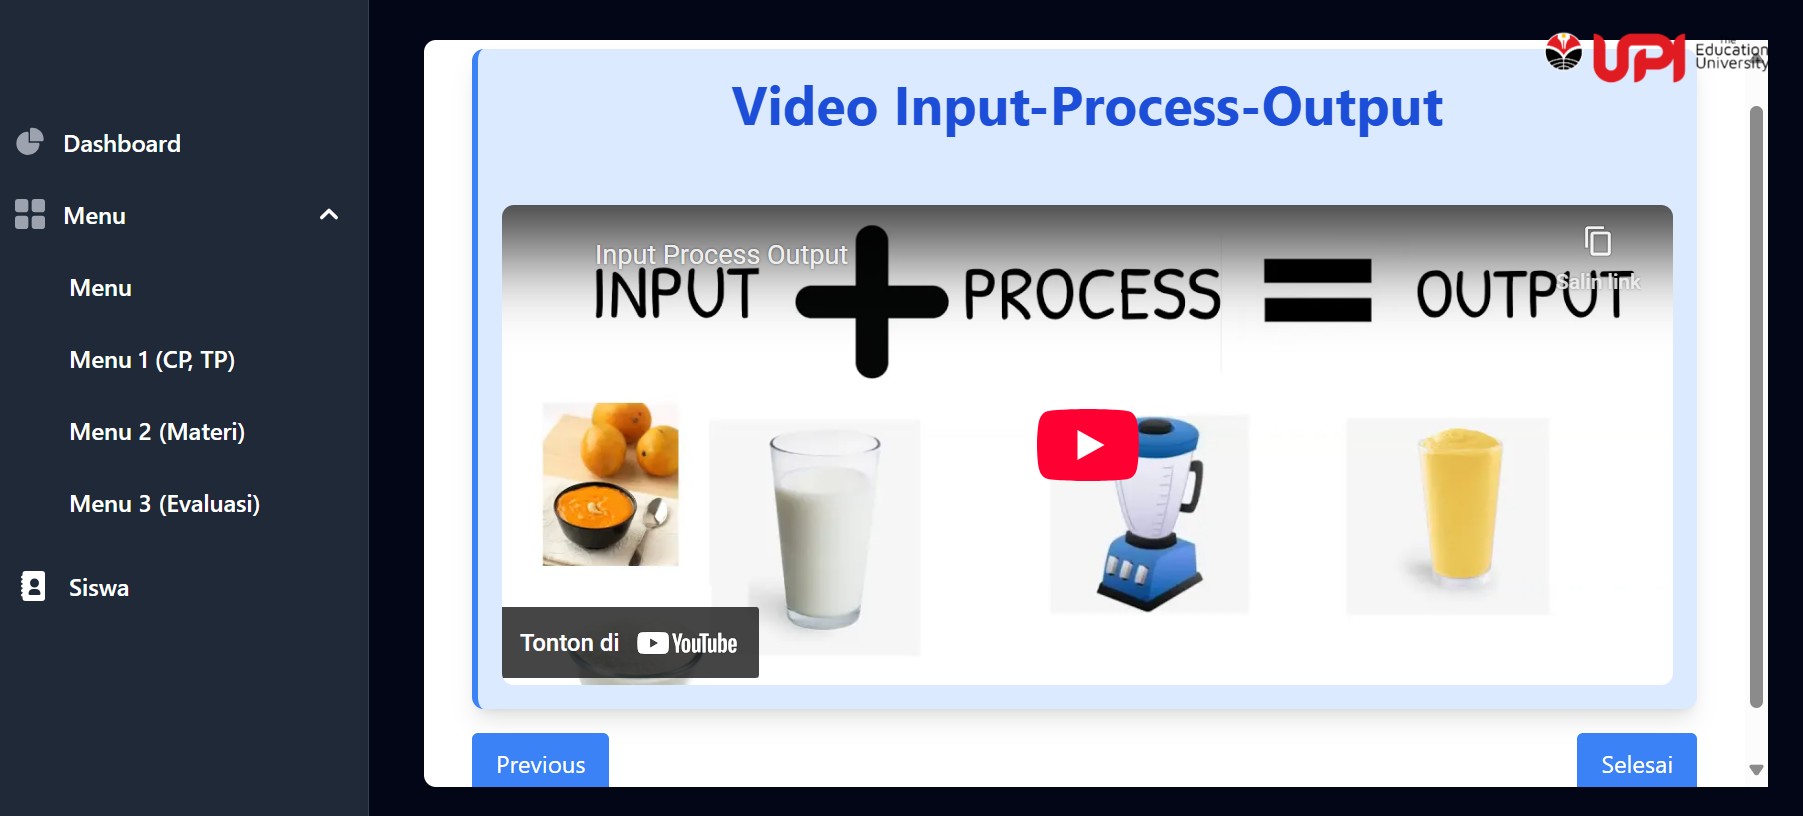 Dashboard
Menu
Menu
Menu 1 (CP, TP)
Menu 2 (Materi)
Menu 3 (Evaluasi)
Siswa
UPI
The
Education
University
Video Input-Process-Output
Input Process Output
Salin link
INPUT + PROCESS = OUTPUT
Tonton di YouTube
Previous
Selesai